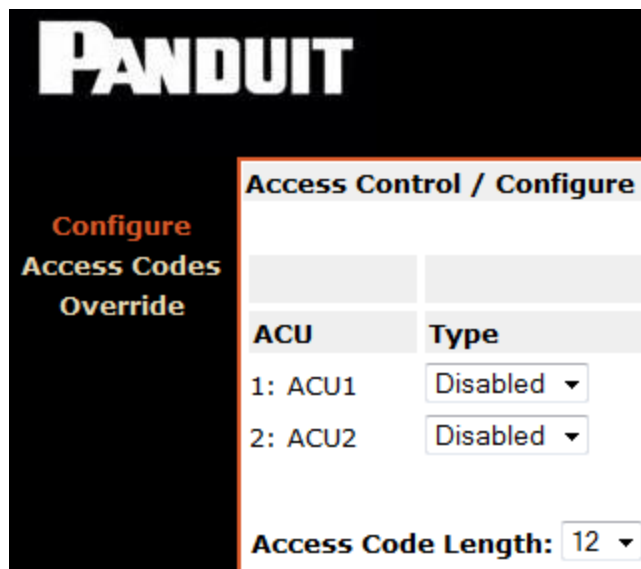 PANDUIT
Access Control / Configure
Configure
Access Codes
Override
ACU Type
1: ACU1 Disabled
2: ACU2 Disabled
Access Code Length: 12